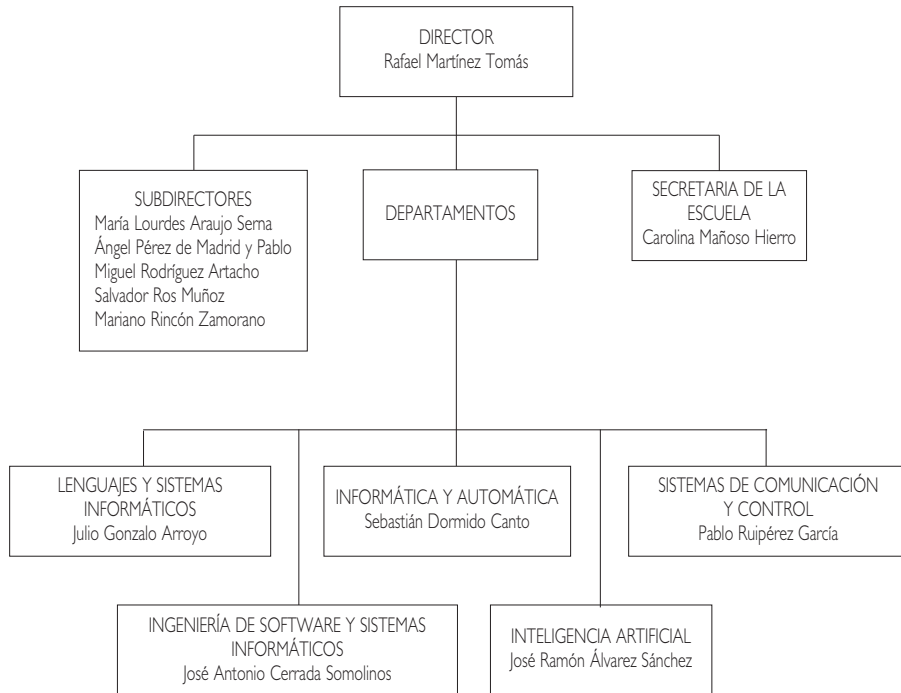 DIRECTOR
Rafael Martínez Tomás
SUBDIRECTORES
María Lourdes Araujo Serna
Ángel Pérez de Madrid y Pablo
Miguel Rodríguez Artacho
Salvador Ros Muñoz
Mariano Rincón Zamorano
DEPARTAMENTOS
SECRETARIA DE LA
ESCUELA
Carolina Mañoso Hierro
LENGUAJES Y SISTEMAS
INFORMÁTICOS
Julio Gonzalo Arroyo
INFORMÁTICA Y AUTOMÁTICA
Sebastián Dormido Canto
SISTEMAS DE COMUNICACIÓN
Y CONTROL
Pablo Ruipérez García
INGENIERÍA DE SOFTWARE Y SISTEMAS
INFORMÁTICOS
José Antonio Cerrada Somolinos
INTELIGENCIA ARTIFICIAL
José Ramón Álvarez Sánchez